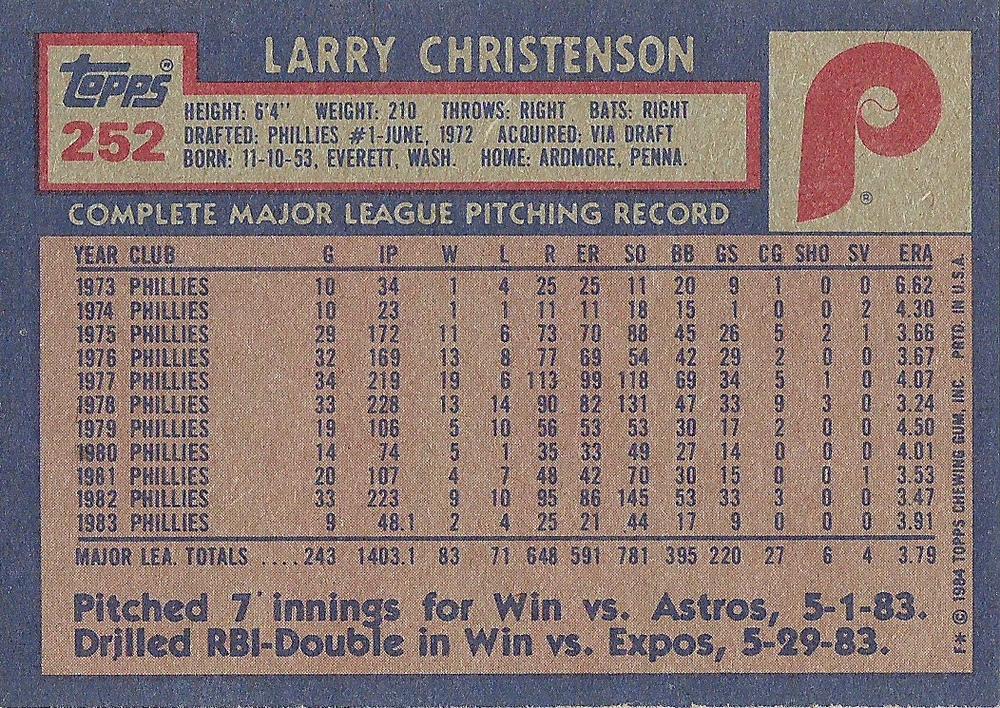 LARRY CHRISTENSON
Topps®
252
HEIGHT: 6'4" WEIGHT: 210 THROWS: RIGHT BATS: RIGHT
DRAFTED: PHILLIES #1-JUNE, 1972 ACQUIRED: VIA DRAFT
BORN: 11-10-53, EVERETT, WASH. HOME: ARDMORE, PENNA.
P ®
COMPLETE MAJOR LEAGUE PITCHING RECORD
YEAR CLUB G IP W L R ER SO BB GS CG SHO SV ERA
1973 PHILLIES 10 34 1 4 25 25 11 20 9 1 0 0 6.62
1974 PHILLIES 10 23 1 1 11 11 18 15 1 0 0 2 4.30
1975 PHILLIES 29 172 11 6 73 70 88 45 26 5 2 1 3.66
1976 PHILLIES 32 169 13 8 77 69 54 42 29 2 0 0 3.67
1977 PHILLIES 34 219 19 6 113 99 118 69 34 5 1 0 4.07
1978 PHILLIES 33 228 13 14 90 82 131 47 33 9 3 0 3.24
1979 PHILLIES 19 106 5 10 56 53 53 30 17 2 0 0 4.50
1980 PHILLIES 14 74 5 1 35 33 49 27 14 0 0 0 4.01
1981 PHILLIES 20 107 4 7 48 42 70 30 15 0 0 1 3.53
1982 PHILLIES 33 223 9 10 95 86 145 53 33 3 0 0 3.47
1983 PHILLIES 9 48.1 2 4 25 21 44 17 9 0 0 0 3.91
MAJOR LEA. TOTALS .... 243 1403.1 83 71 648 591 781 395 220 27 6 4 3.79
Pitched 7 innings for Win vs. Astros, 5-1-83.
Drilled RBI-Double in Win vs. Expos, 5-29-83.
F* © 1984 TOPPS CHEWING GUM, INC. PRTD. IN U.S.A.